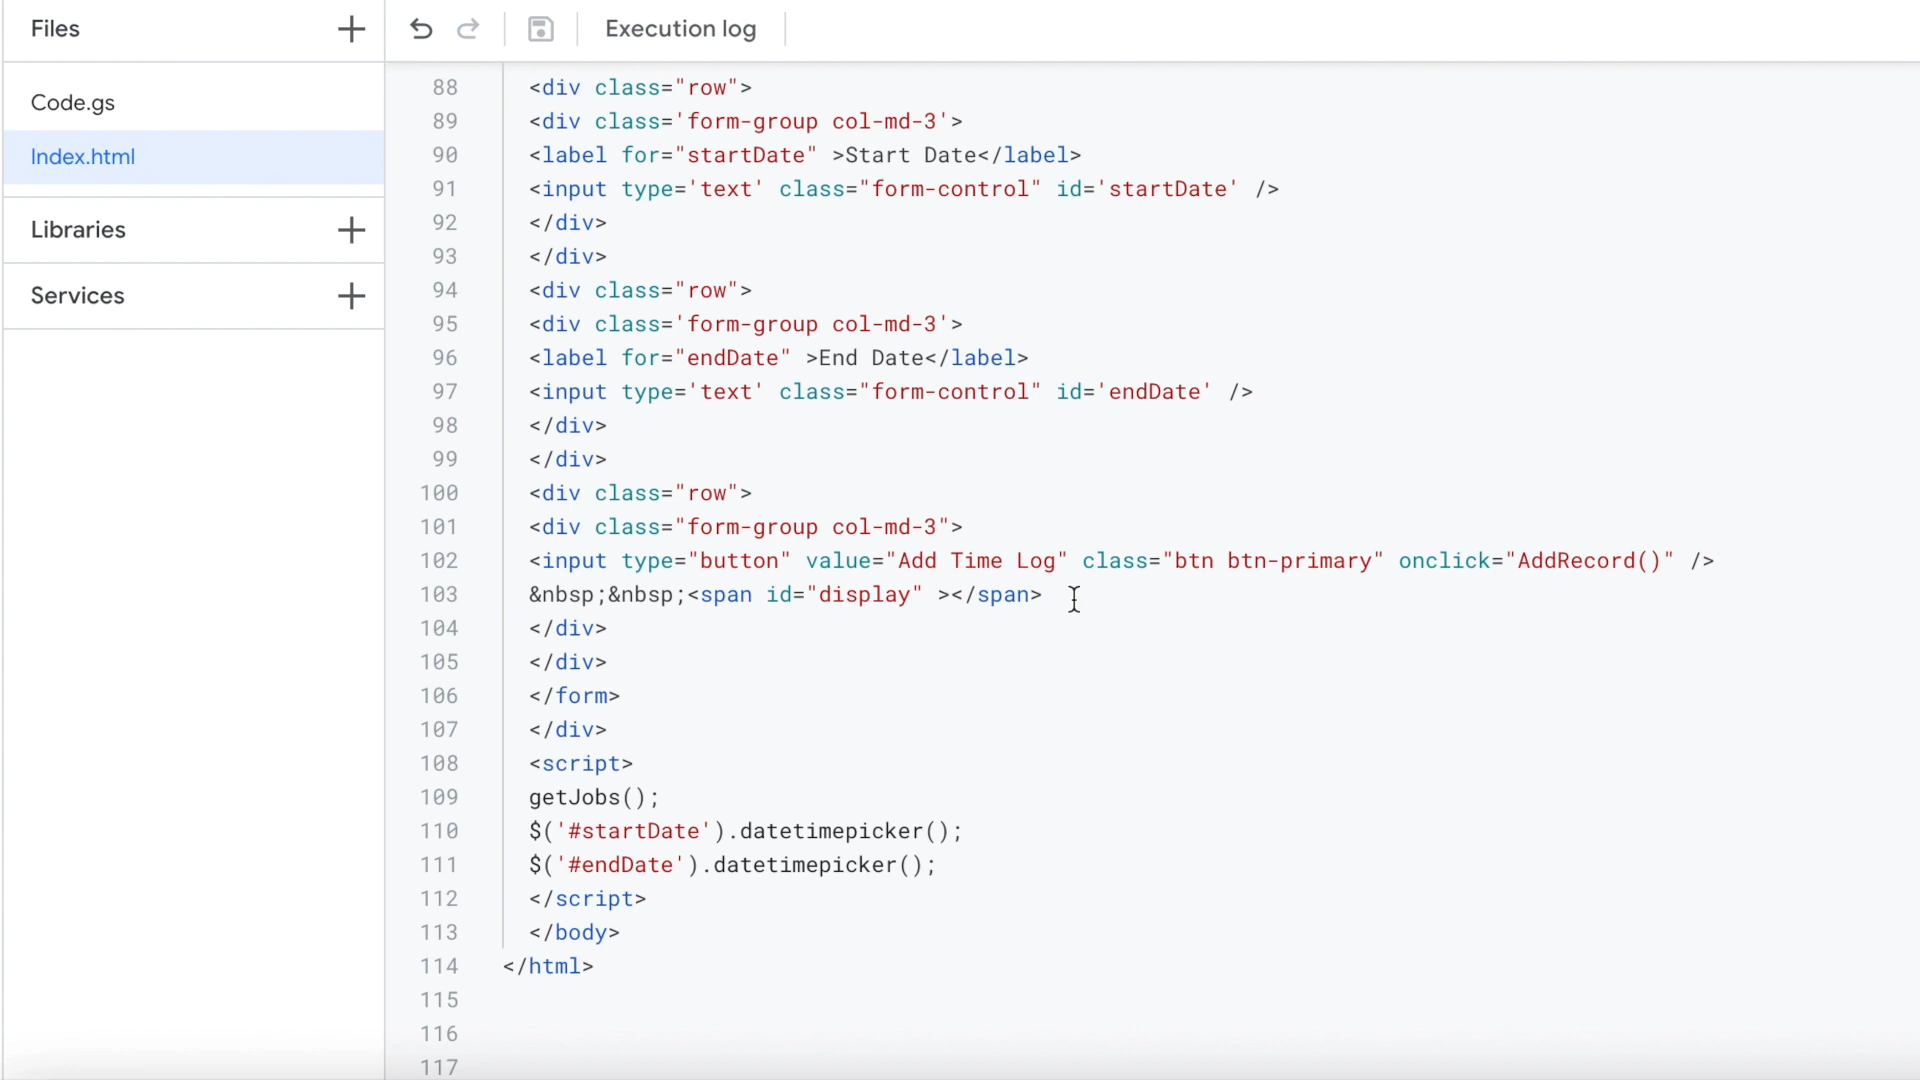 Files
Execution log
Code.gs
Index.html
Libraries
Services
88 <div class="row">
89 <div class='form-group col-md-3'>
90 <label for="startDate" >Start Date</label>
91 <input type='text' class="form-control" id='startDate' />
92 </div>
93 </div>
94 <div class="row">
95 <div class='form-group col-md-3'>
96 <label for="endDate" >End Date</label>
97 <input type='text' class="form-control" id='endDate' />
98 </div>
99 </div>
100 <div class="row">
101 <div class="form-group col-md-3">
102 <input type="button" value="Add Time Log" class="btn btn-primary" onclick="AddRecord()" />
103 &nbsp;&nbsp;<span id="display" ></span>
104 </div>
105 </div>
106 </form>
107 </div>
108 <script>
109 getJobs();
110 $('#startDate').datetimepicker();
111 $('#endDate').datetimepicker();
112 </script>
113 </body>
114 </html>
115
116
117